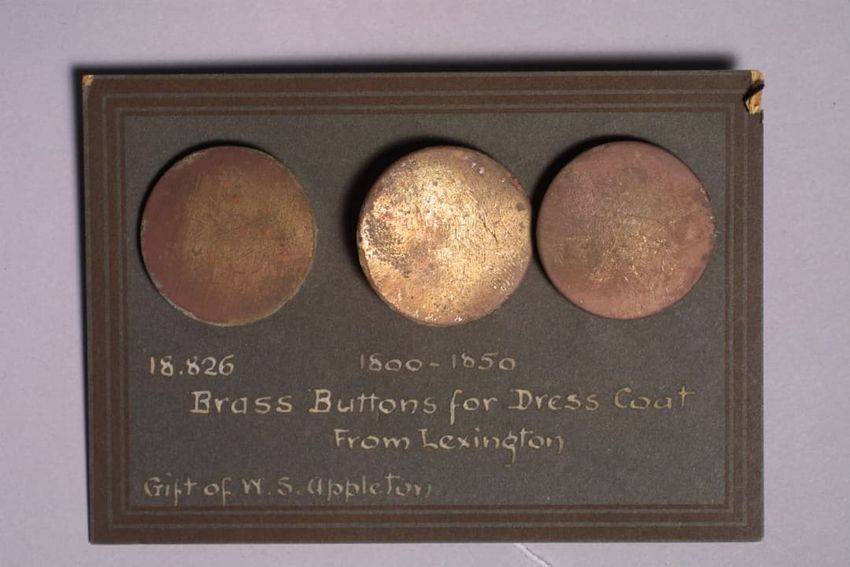 18.826 1800-1850
Brass Buttons for Dress Coat
From Lexington
Gift of W. S. Appleton